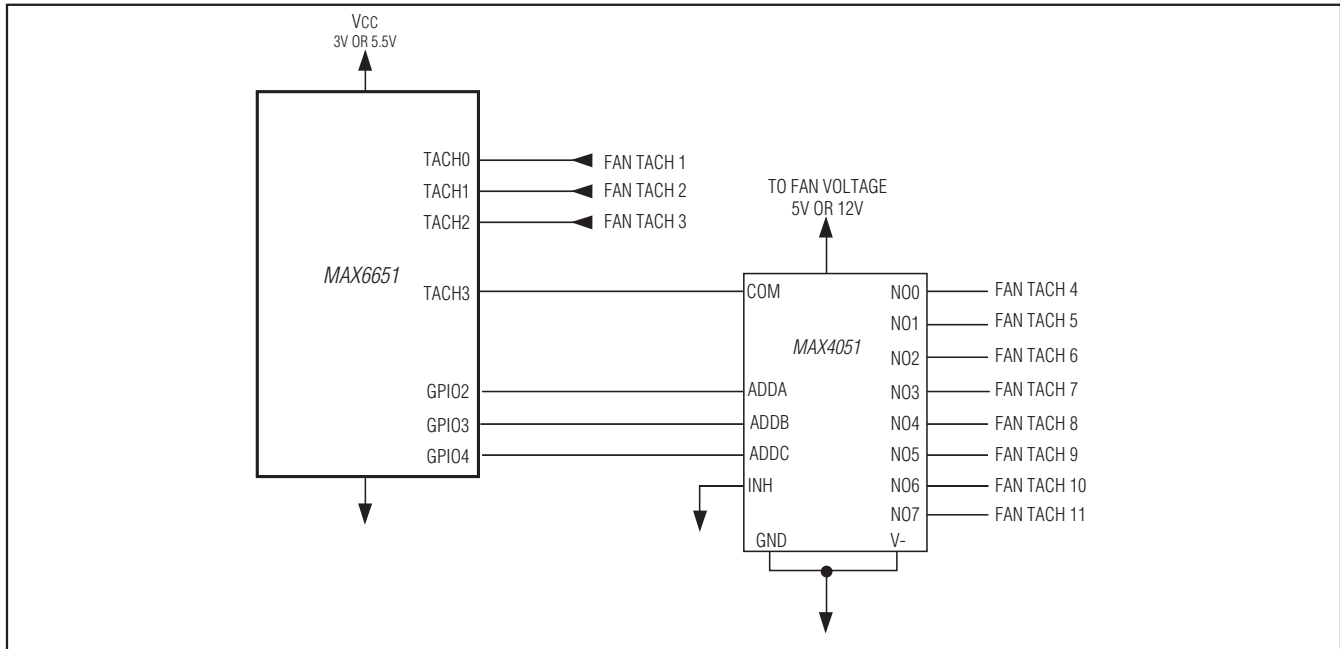 VCC
3V OR 5.5V
TACH0
FAN TACH 1
TACH1
FAN TACH 2
TACH2
FAN TACH 3
MAX6651
TACH3
GPIO2
GPIO3
GPIO4
TO FAN VOLTAGE
5V OR 12V
COM
NO0
FAN TACH 4
NO1
FAN TACH 5
MAX4051
NO2
FAN TACH 6
ADDA
NO3
FAN TACH 7
ADDB
NO4
FAN TACH 8
ADDC
NO5
FAN TACH 9
INH
NO6
FAN TACH 10
NO7
FAN TACH 11
GND
V-